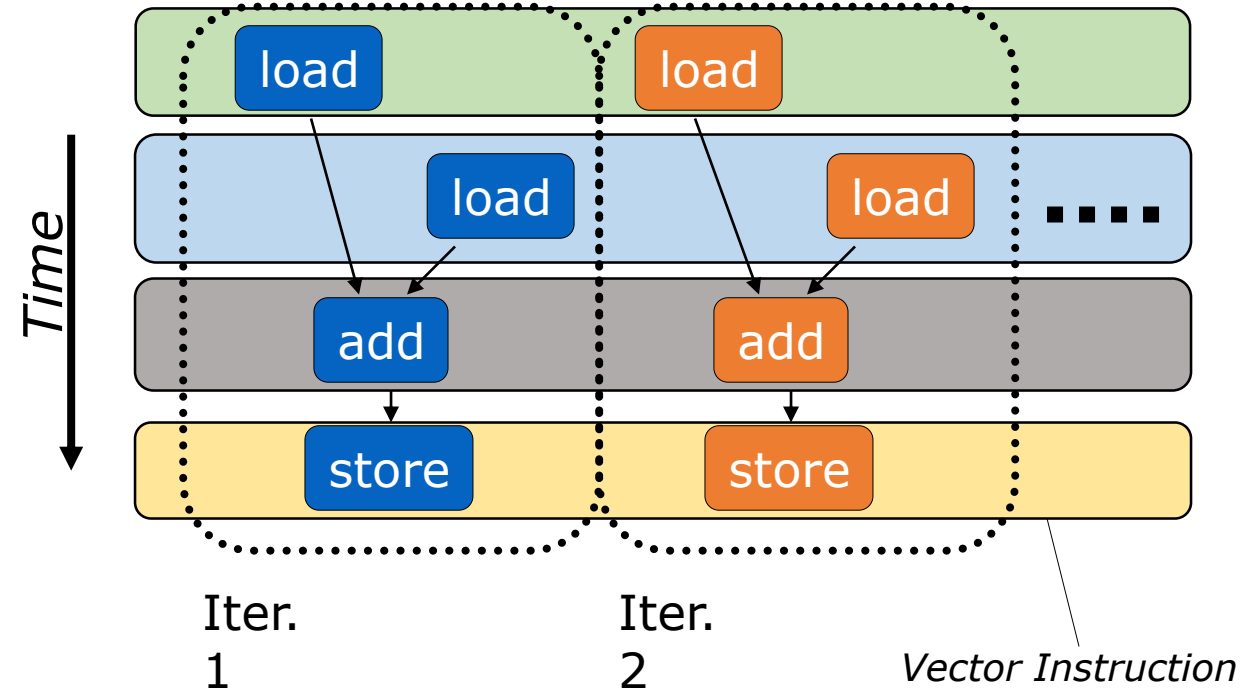 load load
load load
....
Time
add add
store store
Iter.
1
Iter.
2
Vector Instruction